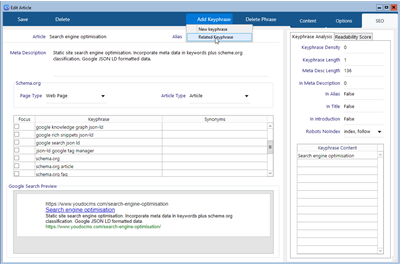 Edit Article
Save Delete Add Keyphrase Delete Phrase
New keyphrase
Related Keyphrase
Content Options SEO
Article Search engine optimisation Alias
Meta Description Static site search engine optimisation. Incorporate meta data in keywords plus schema.org
classification. Google JSON LD formatted data.
Schema.org
Page Type Web Page Article Type Article
Focus Keyphrase Synonyms
google knowledge graph json-ld
google rich snippets json-ld
google search json ld
json-ld google tag manager
schema.org
schema.org article
schema.org faq
Google Search Preview
https://www.youdocms.com/search-engine-optimisation
Search engine optimisation
Static site search engine optimisation. Incorporate meta data in keywords plus schema.org
classification. Google JSON LD formatted data.
https://www.youdocms.com/search-engine-optimisation/
Keyphrase Analysis Readability Score
Keyphrase Density 0
Keyphrase Length 1
Meta Desc Length 136
In Meta Description 0
In Alias False
In Title False
In Introduction False
Robots NoIndex index, follow
Keyphrase Content
Search engine optimisation